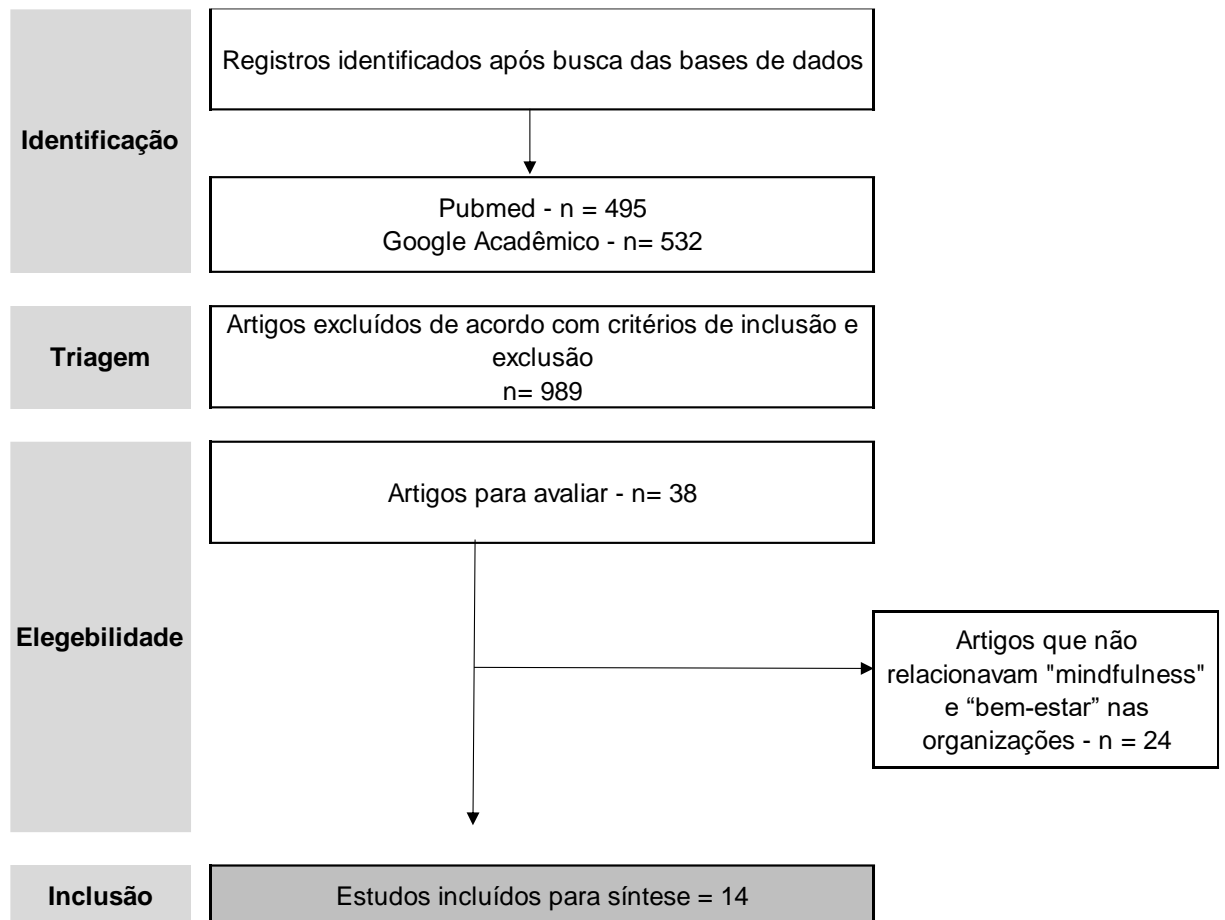 Identificação
Registros identificados após busca das bases de dados
Pubmed - n = 495
Google Acadêmico - n= 532
Triagem
Artigos excluídos de acordo com critérios de inclusão e
exclusão
n= 989
Elegebilidade
Artigos para avaliar - n= 38
Artigos que não
relacionavam "mindfulness"
e “bem-estar” nas
organizações - n = 24
Inclusão
Estudos incluídos para síntese = 14